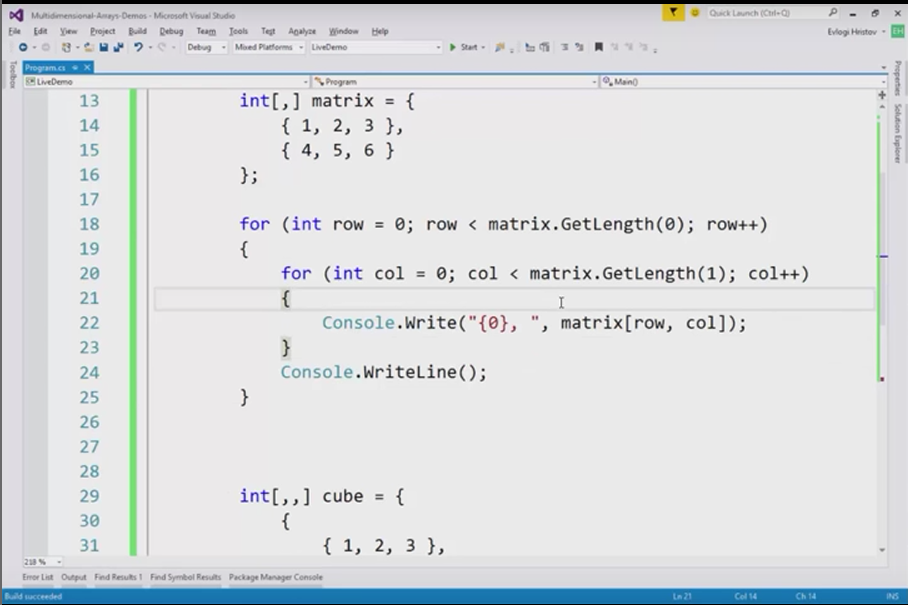 Multidimensional-Arrays-Demos - Microsoft Visual Studio
Quick Launch (Ctrl+Q)
File Edit View Project Build Debug Team Tools Test Analyze Window Help
Evlogi Hristov EH
Debug Mixed Platforms LiveDemo Start
Program.cs
LiveDemo Program Main()
Toolbox
Properties
Solution Explorer
13 int[,] matrix = {
14 { 1, 2, 3 },
15 { 4, 5, 6 }
16 };
17
18 for (int row = 0; row < matrix.GetLength(0); row++)
19 {
20 for (int col = 0; col < matrix.GetLength(1); col++)
21 {
22 Console.Write("{0}, ", matrix[row, col]);
23 }
24 Console.WriteLine();
25 }
26
27
28
29 int[,,] cube = {
30 {
31 { 1, 2, 3 },
218 %
Error List Output Find Results 1 Find Symbol Results Package Manager Console
Build succeeded Ln 21 Col 14 Ch 14 INS